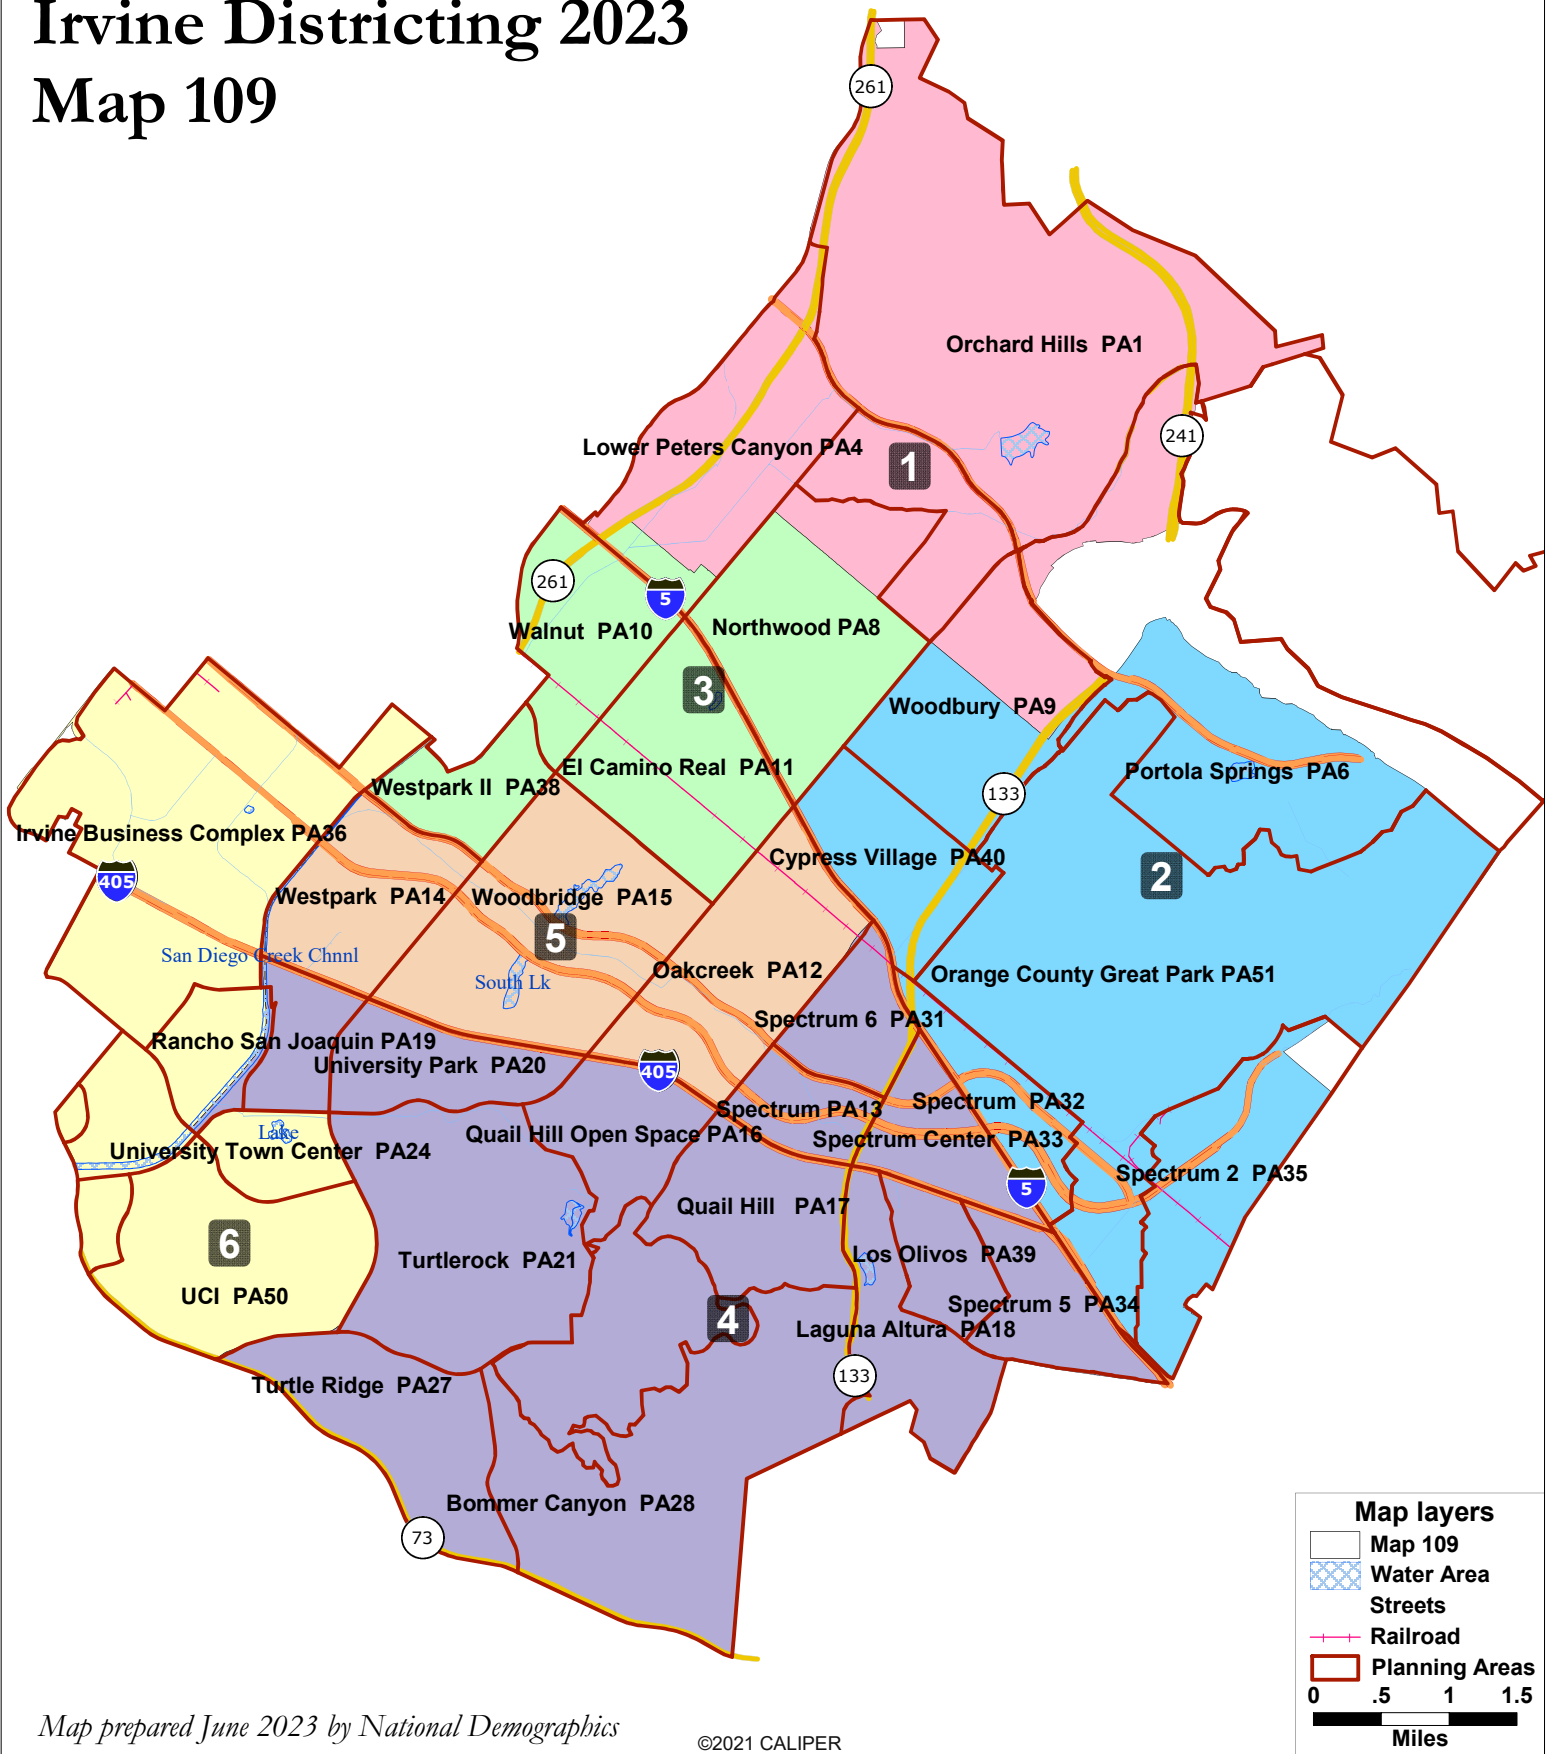 Irvine Districting 2023
Map 109
261
Orchard Hills PA1
241
Lower Peters Canyon PA4
1
261
5
Walnut PA10
Northwood PA8
3
Woodbury PA9
El Camino Real PA11
Portola Springs PA6
Westpark II PA38
133
Irvine Business Complex PA36
Cypress Village PA40
2
405
Westpark PA14
Woodbridge PA15
5
San Diego Creek Chnnl
Oakcreek PA12
Orange County Great Park PA51
South Lk
Spectrum 6 PA31
Rancho San Joaquin PA19
University Park PA20
405
Spectrum PA13
Spectrum PA32
Lake
Quail Hill Open Space PA16
Spectrum Center PA33
University Town Center PA24
Spectrum 2 PA35
5
Quail Hill PA17
6
Turtlerock PA21
Los Olivos PA39
UCI PA50
Spectrum 5 PA34
4
Laguna Altura PA18
Turtle Ridge PA27
133
Bommer Canyon PA28
73
Map layers
Map 109
Water Area
Streets
Railroad
Planning Areas
0 .5 1 1.5
Miles
Map prepared June 2023 by National Demographics
©2021 CALIPER